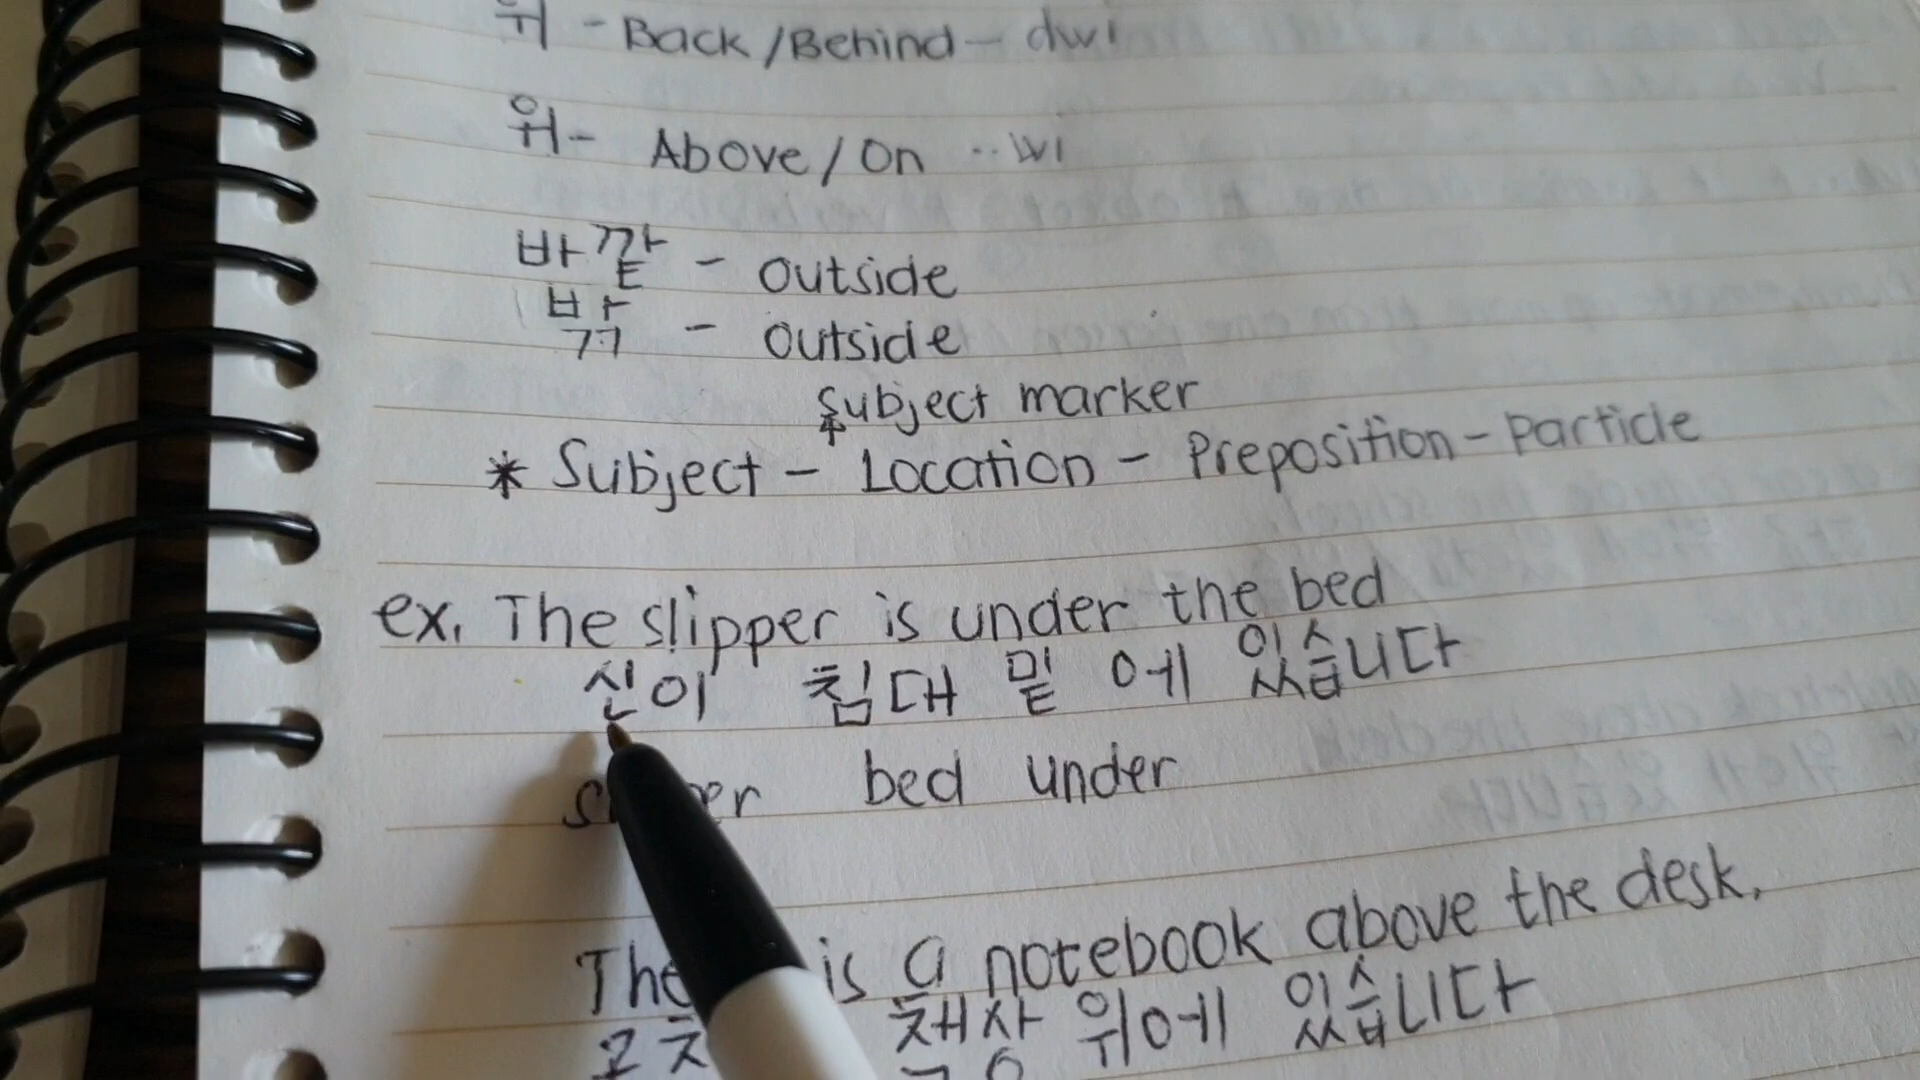 뒤 - Back/Behind - dwi
위 - Above/On - wi
바깥 - outside
밖 - outside
Subject marker
* Subject - Location - Preposition - Particle
ex. The slipper is under the bed
신이 침대 밑 에 있습니다
bed under
is a notebook above the desk.
책상 위에 있습니다